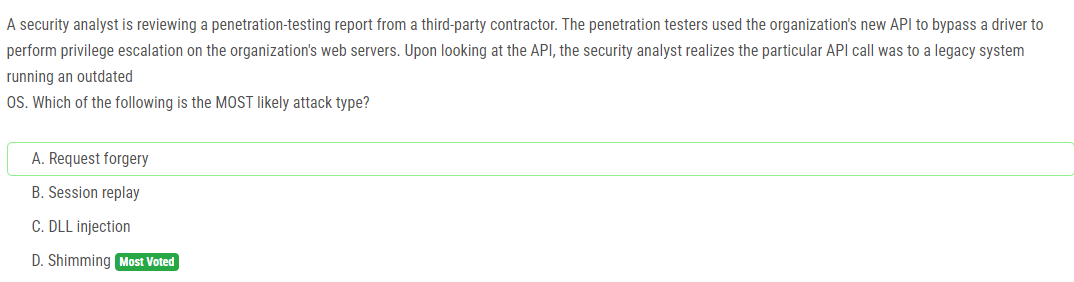 A security analyst is reviewing a penetration-testing report from a third-party contractor. The penetration testers used the organization's new API to bypass a driver to
perform privilege escalation on the organization's web servers. Upon looking at the API, the security analyst realizes the particular API call was to a legacy system
running an outdated
OS. Which of the following is the MOST likely attack type?
A. Request forgery
B. Session replay
C. DLL injection
D. Shimming Most Voted